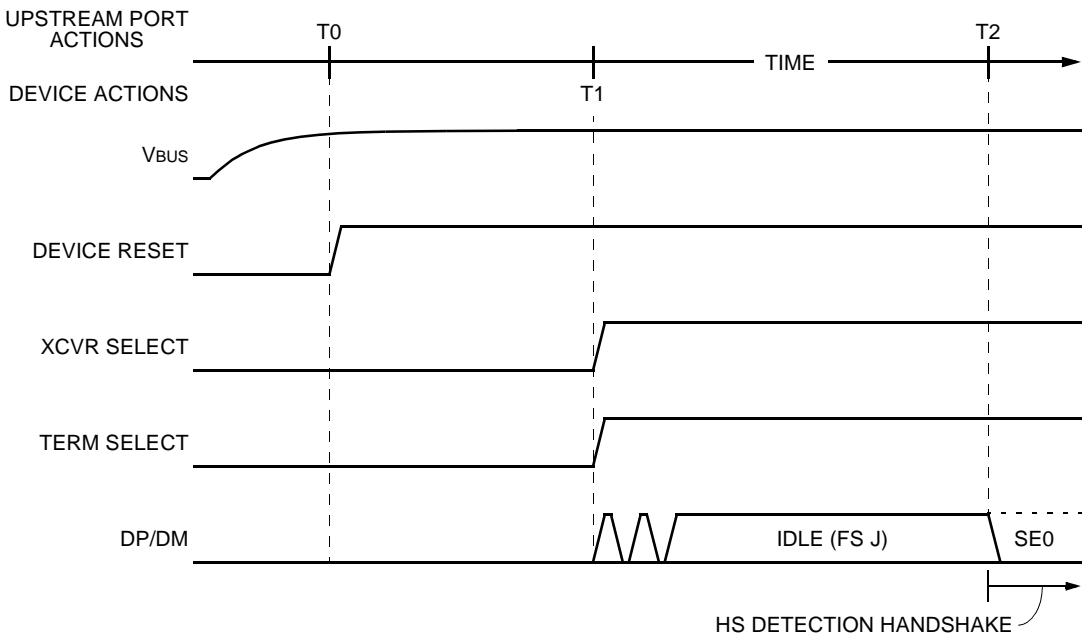 UPSTREAM PORT
ACTIONS
T0
T2
TIME
DEVICE ACTIONS
T1
VBUS
DEVICE RESET
XCVR SELECT
TERM SELECT
DP/DM
IDLE (FS J)
SE0
HS DETECTION HANDSHAKE